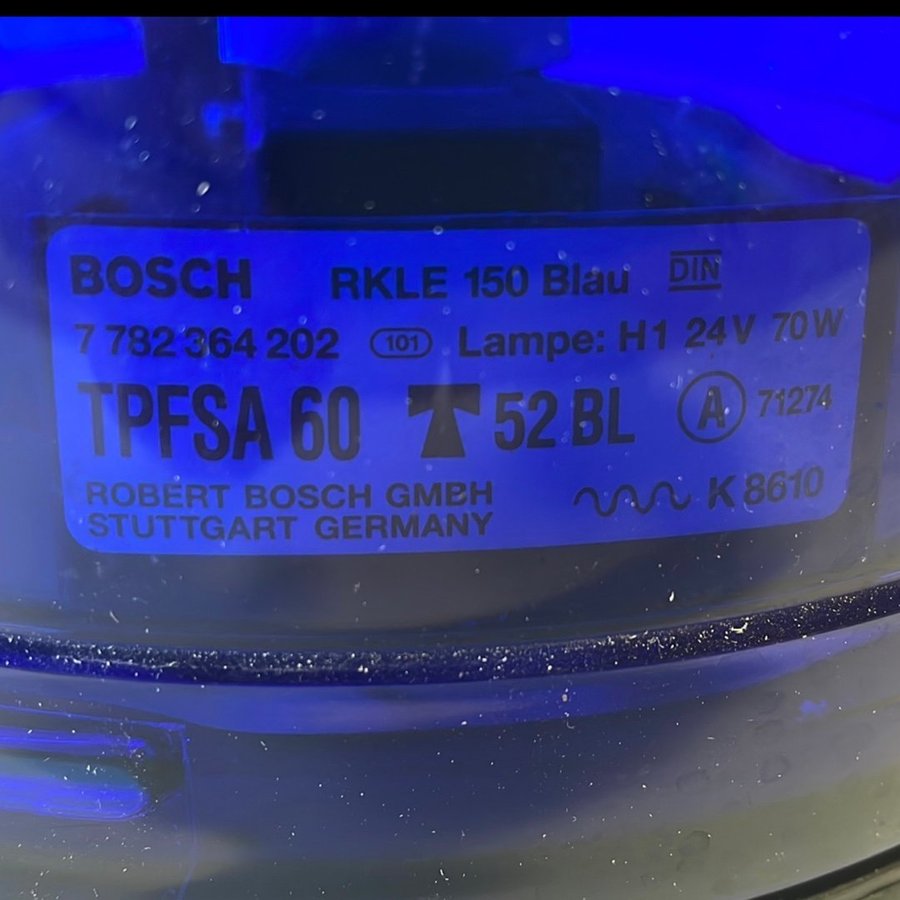 BOSCH RKLE 150 Blau DIN
7 782 364 202 101 Lampe: H1 24V 70W
TPFSA 60 52 BL A 71274
ROBERT BOSCH GMBH K 8610
STUTTGART GERMANY